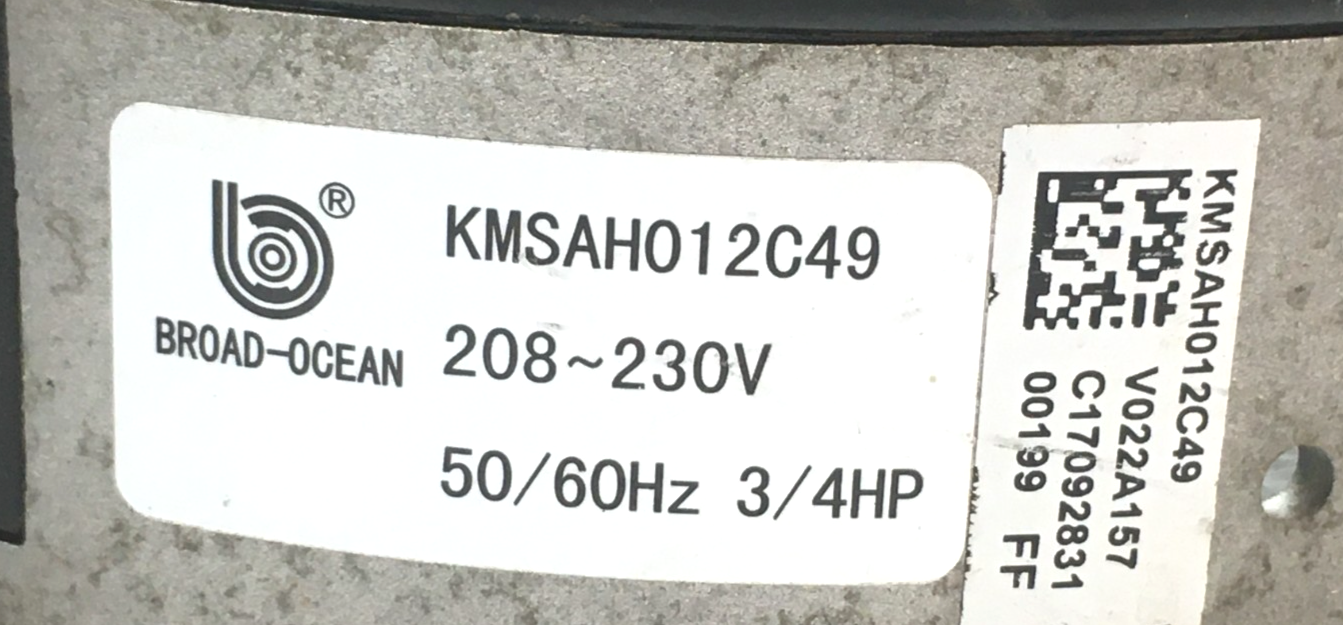 ®
BROAD-OCEAN
KMSAH012C49
208~230V
50/60Hz 3/4HP
KMSAH012C49
V022A157
C17092831
00199 FF